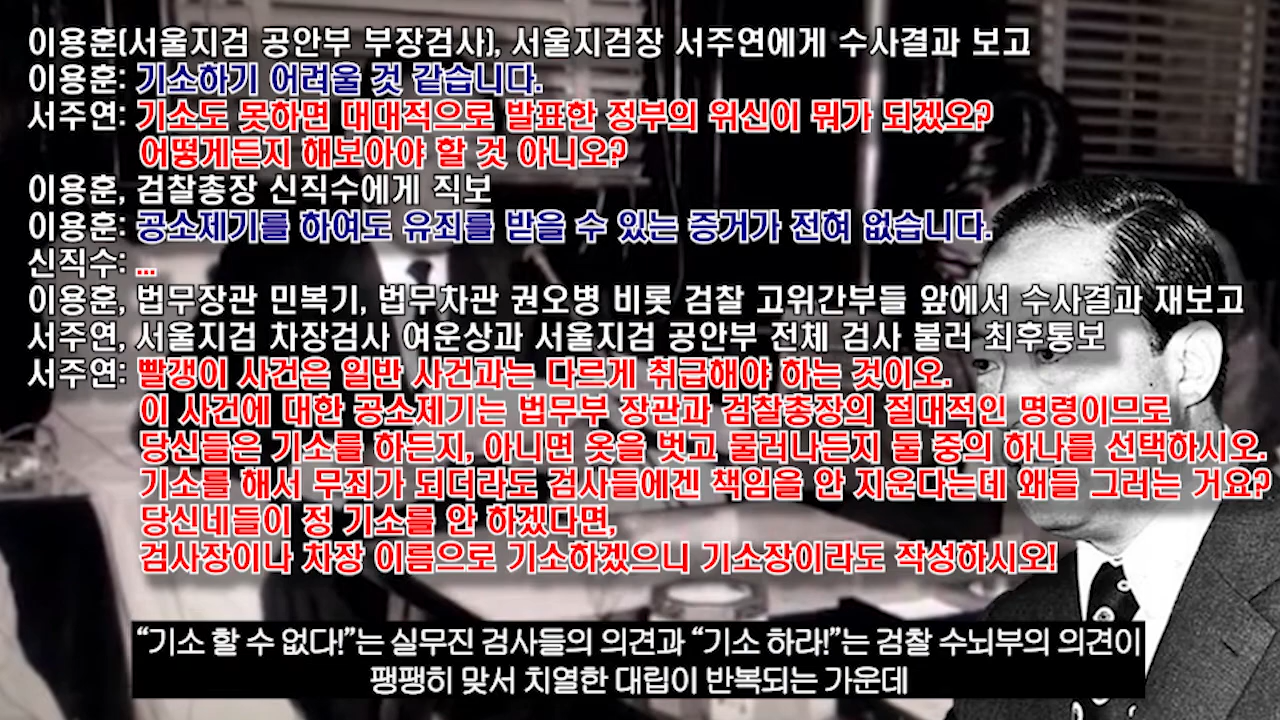 이용훈(서울지검 공안부 부장검사), 서울지검장 서주연에게 수사결과 보고
이용훈: 기소하기 어려울 것 같습니다.
서주연: 기소도 못하면 대대적으로 발표한 정부의 위신이 뭐가 되겠오?
어떻게든지 해보아야 할 것 아니오?
이용훈, 검찰총장 신직수에게 직보
이용훈: 공소제기를 하여도 유죄를 받을 수 있는 증거가 전혀 없습니다.
신직수: ...
이용훈, 법무장관 민복기, 법무차관 권오병 비롯 검찰 고위간부들 앞에서 수사결과 재보고
서주연, 서울지검 차장검사 여운상과 서울지검 공안부 전체 검사 불러 최후통보
서주연: 빨갱이 사건은 일반 사건과는 다르게 취급해야 하는 것이오.
이 사건에 대한 공소제기는 법무부 장관과 검찰총장의 절대적인 명령이므로
당신들은 기소를 하든지, 아니면 옷을 벗고 물러나든지 둘 중의 하나를 선택하시오.
기소를 해서 무죄가 되더라도 검사들에겐 책임을 안 지운다는데 왜들 그러는 거요?
당신네들이 정 기소를 안 하겠다면,
검사장이나 차장 이름으로 기소하겠으니 기소장이라도 작성하시오!
“기소 할 수 없다!”는 실무진 검사들의 의견과 “기소 하라!”는 검찰 수뇌부의 의견이
팽팽히 맞서 치열한 대립이 반복되는 가운데